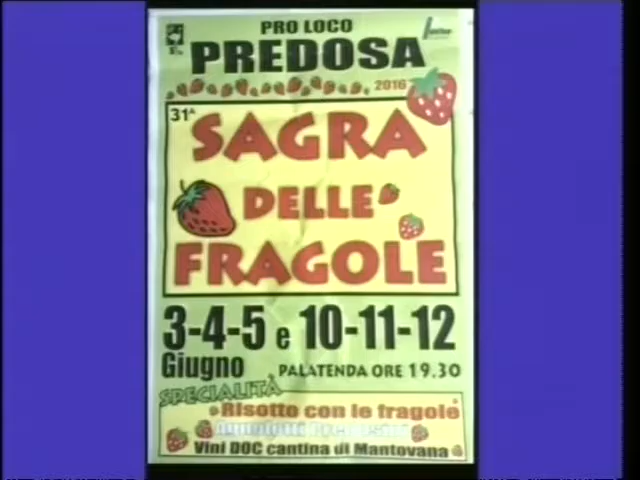 PRO LOCO
PREDOSA
2016
31ª
SAGRA
DELLE
FRAGOLE
3-4-5 e 10-11-12
Giugno PALATENDA ORE 19.30
SPECIALITÀ
Risotto con le fragole
Vini DOC cantina di Mantovana